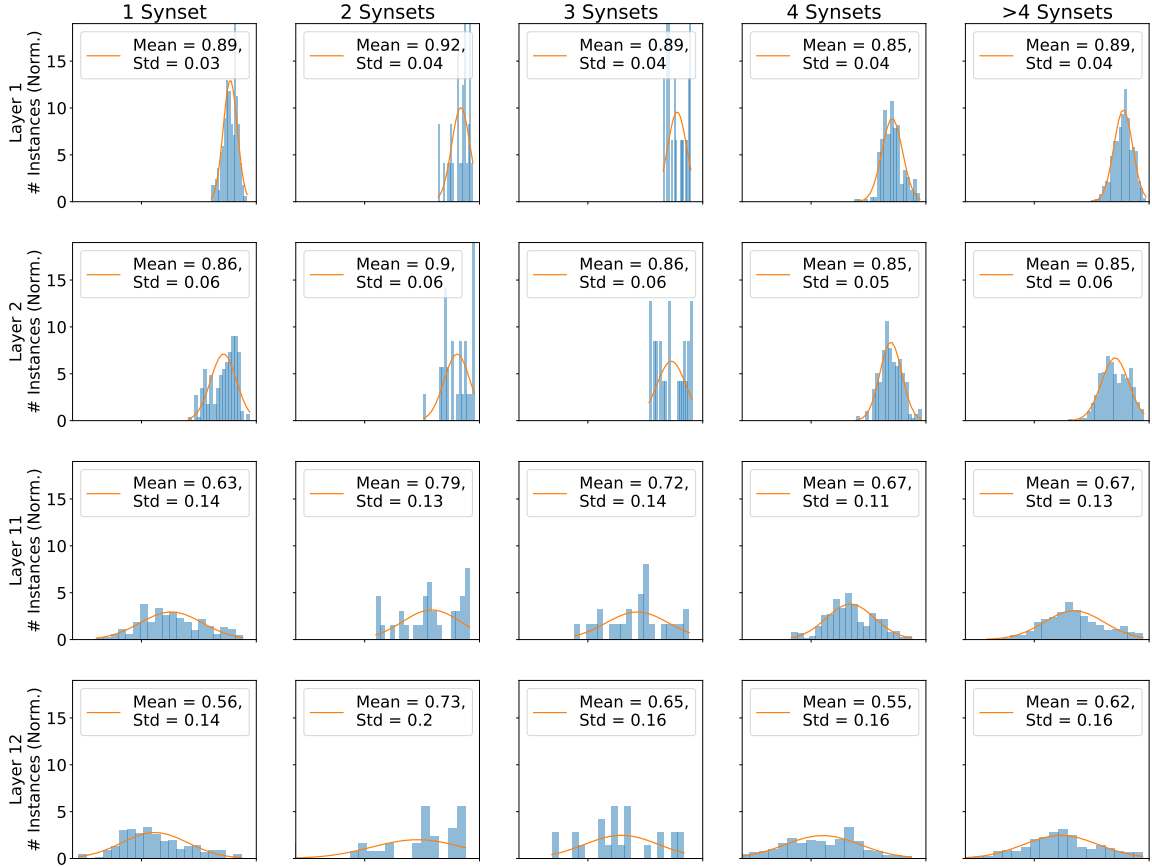 1 Synset
2 Synsets
3 Synsets
4 Synsets
>4 Synsets
Layer 1
# Instances (Norm.)
15
10
5
0
Mean = 0.89,
Std = 0.03
Mean = 0.92,
Std = 0.04
Mean = 0.89,
Std = 0.04
Mean = 0.85,
Std = 0.04
Mean = 0.89,
Std = 0.04
Layer 2
# Instances (Norm.)
15
10
5
0
Mean = 0.86,
Std = 0.06
Mean = 0.9,
Std = 0.06
Mean = 0.86,
Std = 0.06
Mean = 0.85,
Std = 0.05
Mean = 0.85,
Std = 0.06
Layer 11
# Instances (Norm.)
15
10
5
0
Mean = 0.63,
Std = 0.14
Mean = 0.79,
Std = 0.13
Mean = 0.72,
Std = 0.14
Mean = 0.67,
Std = 0.11
Mean = 0.67,
Std = 0.13
Layer 12
# Instances (Norm.)
15
10
5
0
Mean = 0.56,
Std = 0.14
Mean = 0.73,
Std = 0.2
Mean = 0.65,
Std = 0.16
Mean = 0.55,
Std = 0.16
Mean = 0.62,
Std = 0.16